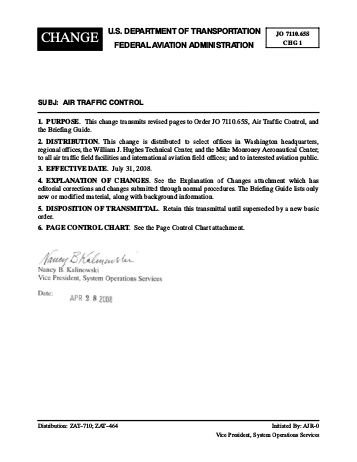 CHANGE
U.S. DEPARTMENT OF TRANSPORTATION
FEDERAL AVIATION ADMINISTRATION
JO 7110.65S
CHG 1
SUBJ: AIR TRAFFIC CONTROL
1. PURPOSE. This change transmits revised pages to Order JO 7110.65S, Air Traffic Control, and
the Briefing Guide.
2. DISTRIBUTION. This change is distributed to select offices in Washington headquarters,
regional offices, the William J. Hughes Technical Center, and the Mike Monroney Aeronautical Center;
to all air traffic field facilities and international aviation field offices; and to interested aviation public.
3. EFFECTIVE DATE. July 31, 2008.
4. EXPLANATION OF CHANGES. See the Explanation of Changes attachment which has
editorial corrections and changes submitted through normal procedures. The Briefing Guide lists only
new or modified material, along with background information.
5. DISPOSITION OF TRANSMITTAL. Retain this transmittal until superseded by a new basic
order.
6. PAGE CONTROL CHART. See the Page Control Chart attachment.
Nancy B Kalinowski
Nancy B. Kalinowski
Vice President, System Operations Services
Date: APR 28 2008
Distribution: ZAT-710; ZAT-464
Initiated By: AJR-0
Vice President, System Operations Services